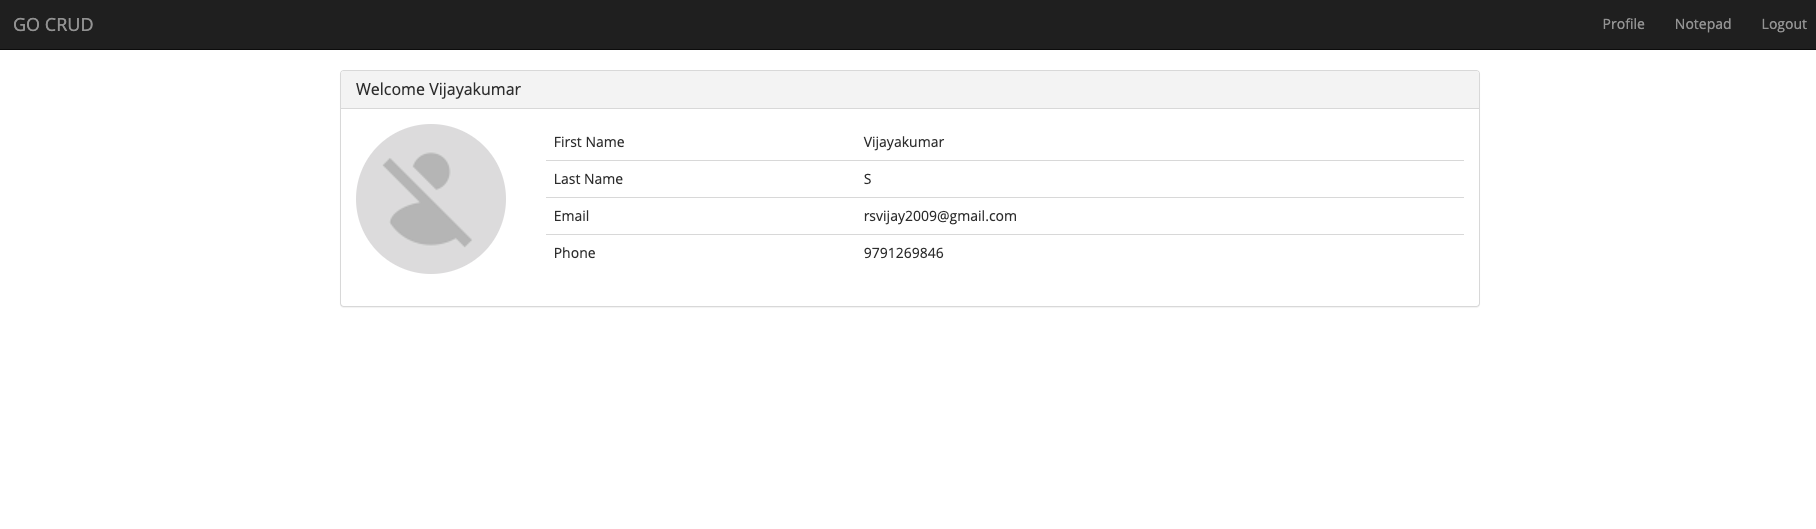 GO CRUD Profile Notepad Logout
Welcome Vijayakumar
First Name Vijayakumar
Last Name S
Email rsvijay2009@gmail.com
Phone 9791269846